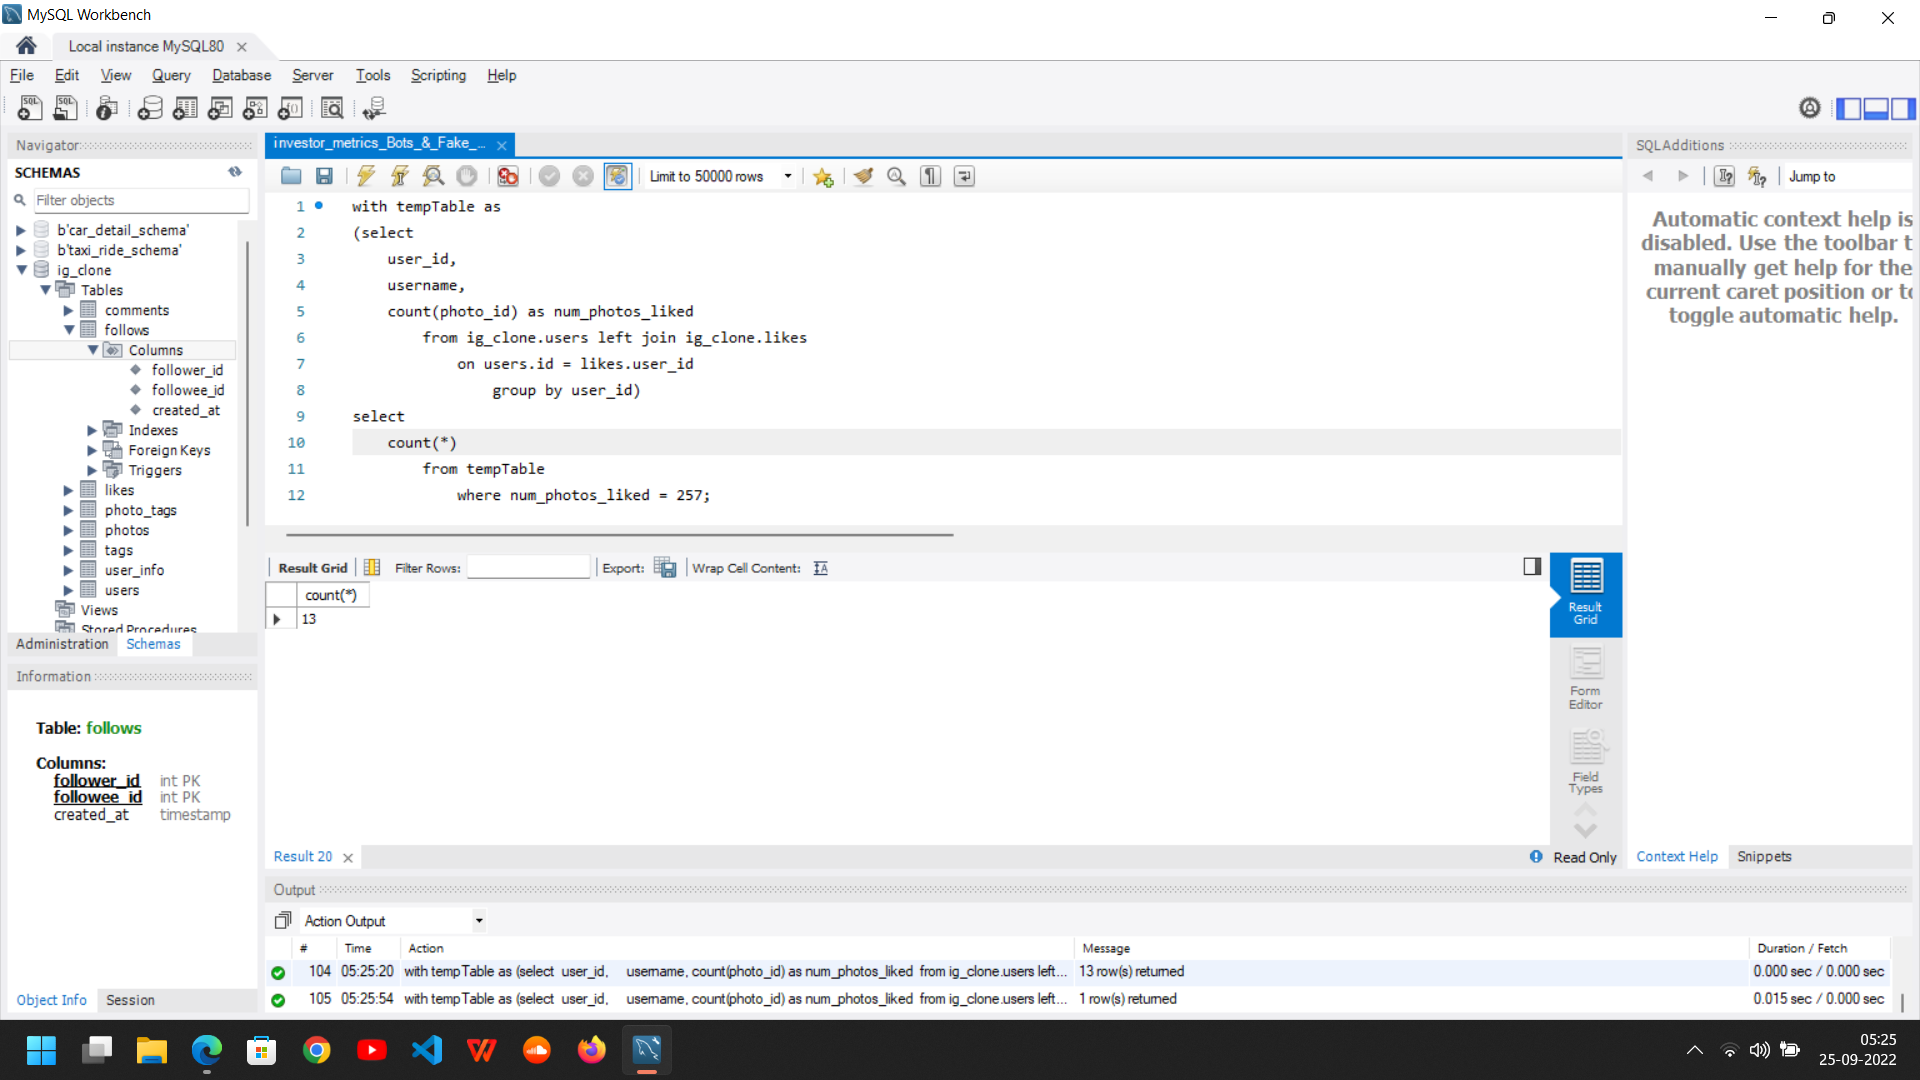 MySQL Workbench
Local instance MySQL80
File Edit View Query Database Server Tools Scripting Help
Navigator
SCHEMAS
Filter objects
b'car_detail_schema'
b'taxi_ride_schema'
ig_clone
Tables
comments
follows
Columns
follower_id
followee_id
created_at
Indexes
Foreign Keys
Triggers
likes
photo_tags
photos
tags
user_info
users
Views
Stored Procedures
Administration Schemas
Information
Table: follows
Columns:
follower_id int PK
followee_id int PK
created_at timestamp
Object Info Session
investor_metrics_Bots_&_Fake_...
Limit to 50000 rows
1 with tempTable as
2 (select
3 user_id,
4 username,
5 count(photo_id) as num_photos_liked
6 from ig_clone.users left join ig_clone.likes
7 on users.id = likes.user_id
8 group by user_id)
9 select
10 count(*)
11 from tempTable
12 where num_photos_liked = 257;
Result Grid Filter Rows: Export: Wrap Cell Content:
count(*)
13
Result
Grid
Form
Editor
Field
Types
Result 20
Read Only
SQLAdditions
Jump to
Automatic context help is
disabled. Use the toolbar t
manually get help for the
current caret position or to
toggle automatic help.
Context Help Snippets
Output
Action Output
# Time Action Message Duration / Fetch
104 05:25:20 with tempTable as (select user_id, username, count(photo_id) as num_photos_liked from ig_clone.users left... 13 row(s) returned 0.000 sec / 0.000 sec
105 05:25:54 with tempTable as (select user_id, username, count(photo_id) as num_photos_liked from ig_clone.users left... 1 row(s) returned 0.015 sec / 0.000 sec
05:25
25-09-2022